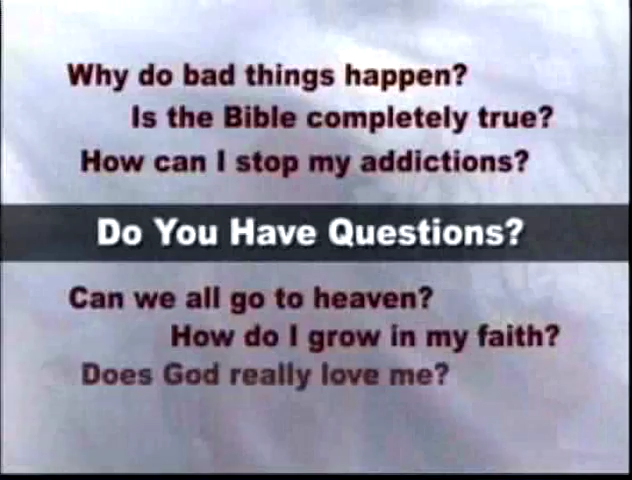 Why do bad things happen?
Is the Bible completely true?
How can I stop my addictions?
Do You Have Questions?
Can we all go to heaven?
How do I grow in my faith?
Does God really love me?